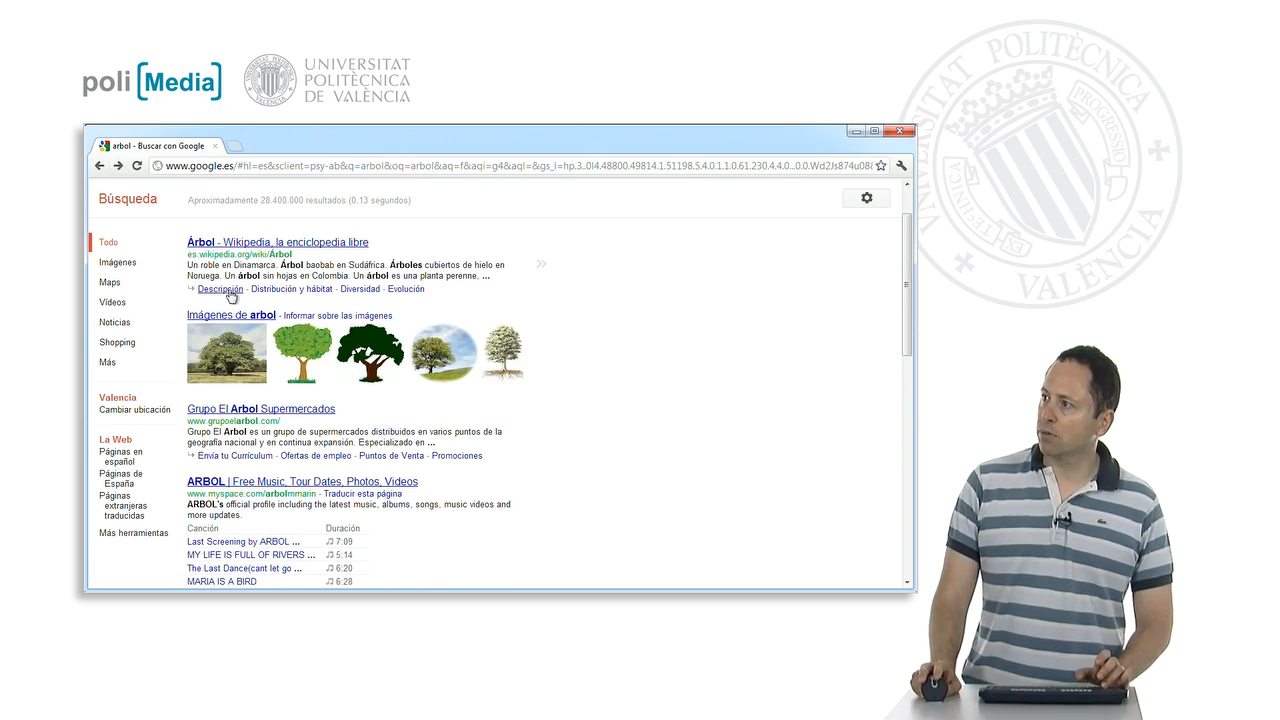 poli [Media]
UNIVERSITAT
POLITÈCNICA
DE VALÈNCIA
UNIVERSITAT POLITÈCNICA
DE VALÈNCIA
PROGRESSIO
arbol - Buscar con Google
www.google.es/#hl=es&sclient=psy-ab&q=arbol&oq=arbol&aq=f&aqi=g4&aql=&gs_l=hp.3...0l4.48800.49814.1.51198.5.4.0.1.1.0.61.230.4.4.0...0.0.Wd2Js874u08
Búsqueda
Aproximadamente 28.400.000 resultados (0,13 segundos)
Todo
Imágenes
Maps
Vídeos
Noticias
Shopping
Más
Valencia
Cambiar ubicación
La Web
Páginas en
español
Páginas de
España
Páginas
extranjeras
traducidas
Más herramientas
Árbol - Wikipedia, la enciclopedia libre
es.wikipedia.org/wiki/Árbol
Un roble en Dinamarca. Árbol baobab en Sudáfrica. Árboles cubiertos de hielo en
Noruega. Un árbol sin hojas en Colombia. Un árbol es una planta perenne, ...
Descripción - Distribución y hábitat - Diversidad - Evolución
Imágenes de arbol - Informar sobre las imágenes
Grupo El Arbol Supermercados
www.grupoelarbol.com/
Grupo El Arbol es un grupo de supermercados distribuidos en varios puntos de la
geografía nacional y en continua expansión. Especializado en ...
Envía tu Currículum - Ofertas de empleo - Puntos de Venta - Promociones
ARBOL | Free Music, Tour Dates, Photos, Videos
www.myspace.com/arbolmmarin - Traducir esta página
ARBOL's official profile including the latest music, albums, songs, music videos and
more updates.
Canción Duración
Last Screening by ARBOL ... 7:09
MY LIFE IS FULL OF RIVERS ... 5:14
The Last Dance(cant let go ... 6:20
MARIA IS A BIRD 6:28